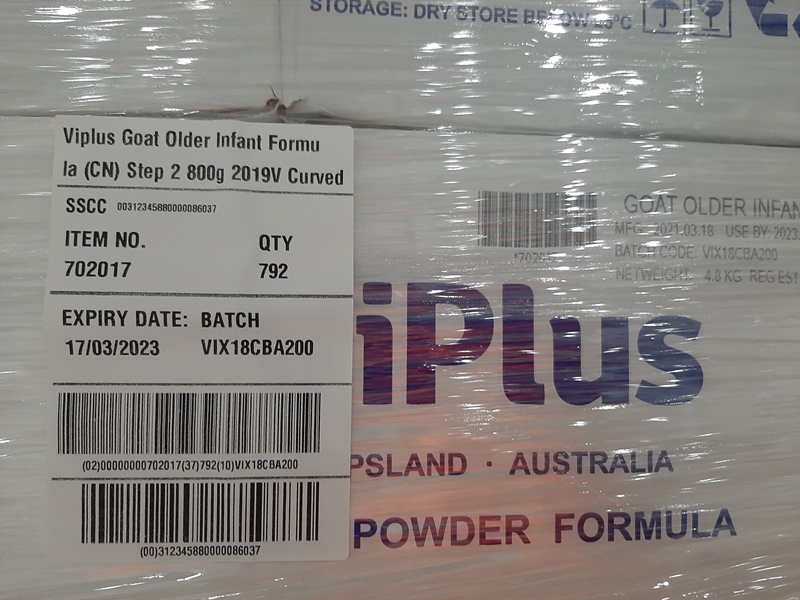 STORAGE: DRY STORE BELOW
Viplus Goat Older Infant Formu
la (CN) Step 2 800g 2019V Curved
SSCC 00312345880000086037
ITEM NO. QTY
702017 792
EXPIRY DATE: BATCH
17/03/2023 VIX18CBA200
(02)00000000702017(37)792(10)VIX18CBA200
(00)312345880000086037
GOAT OLDER INFAN
MFG: 2021.03.18 USE BY: 2023
BATCH CODE: VIX18CBA200
NETWEIGHT: 4.8 KG REG EST
iPlus
PSLAND · AUSTRALIA
POWDER FORMULA